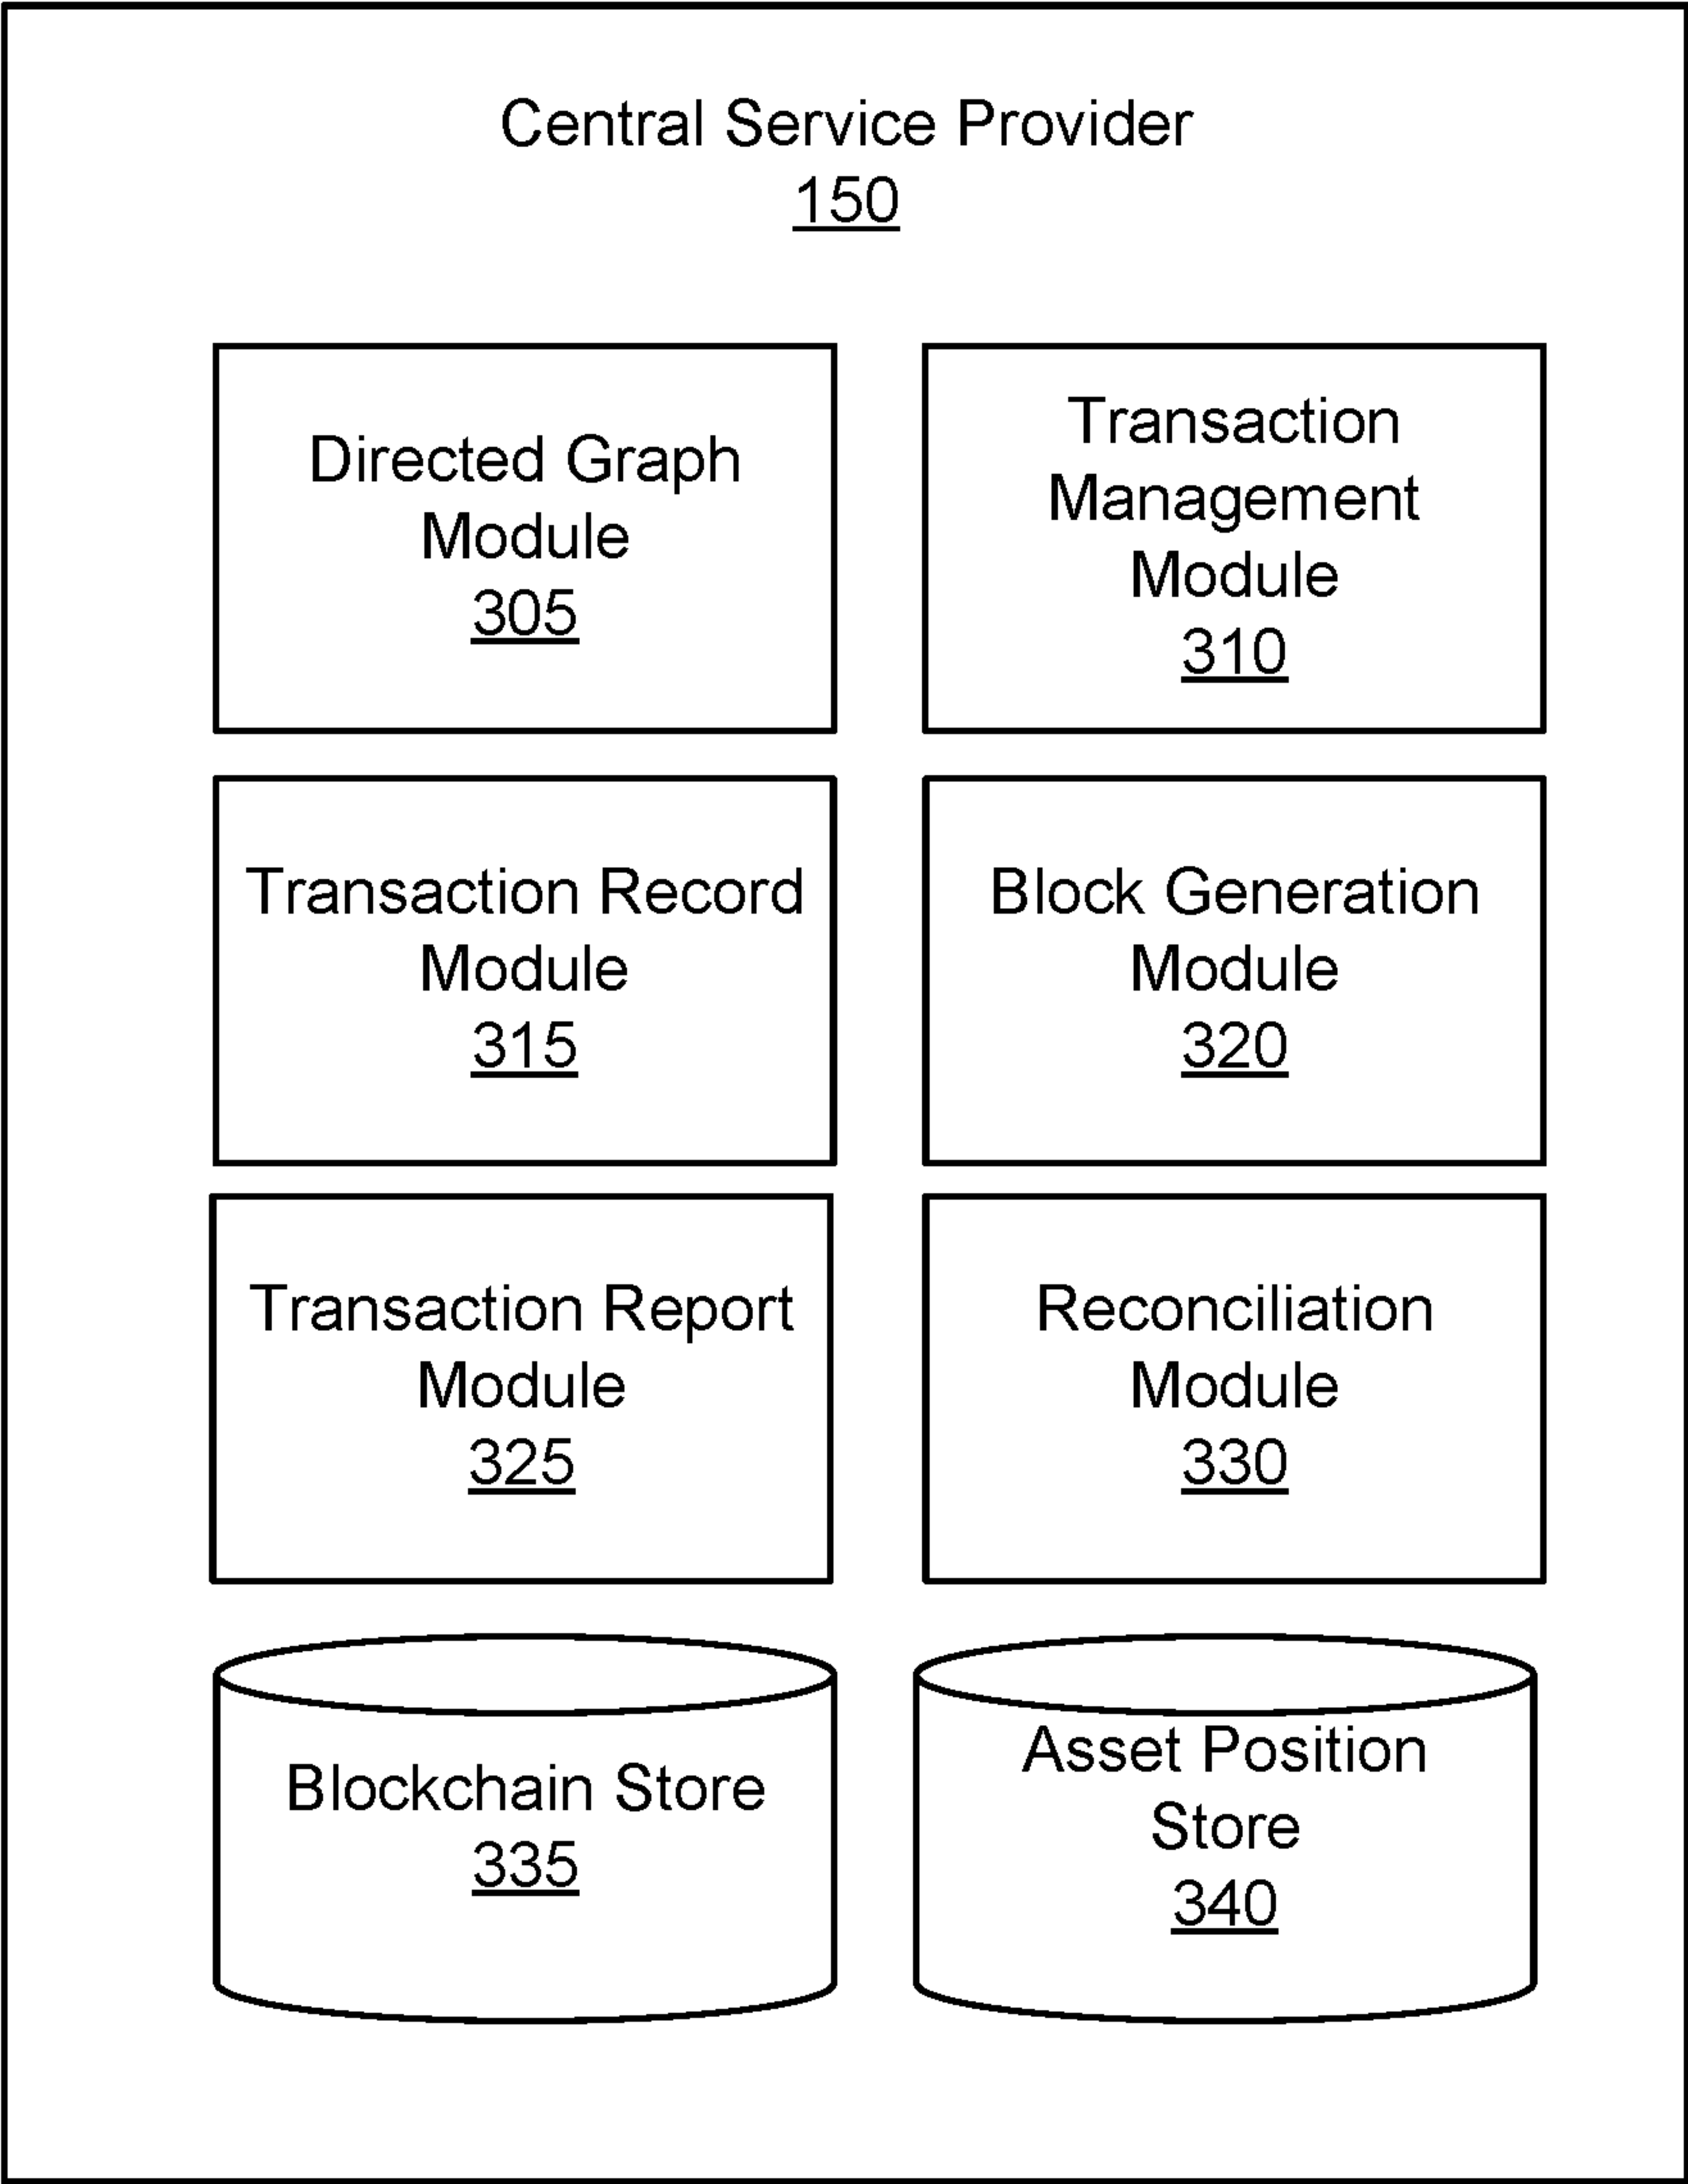 Central Service Provider
150
Directed Graph
Module
305
Transaction
Management
Module
310
Transaction Record
Module
315
Block Generation
Module
320
Transaction Report
Module
325
Reconciliation
Module
330
Blockchain Store
335
Asset Position
Store
340